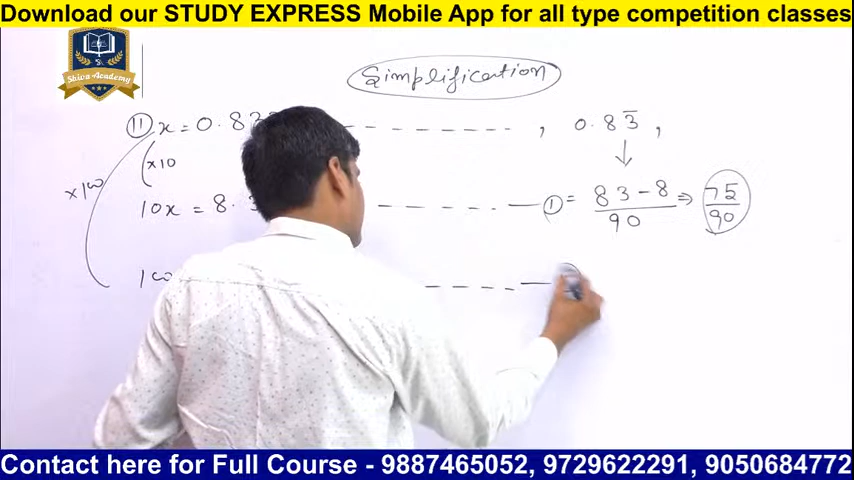 Download our STUDY EXPRESS Mobile App for all type competition classes
Shiva Academy
Simplification
11 x = 0.83 - - - - - - - - - - , 0.83̅ ,
x10
x100
10x = 8.3 - - - - - - 1 = 83-8/90 ⇒ 75/90
100 - - - -
Contact here for Full Course - 9887465052, 9729622291, 9050684772